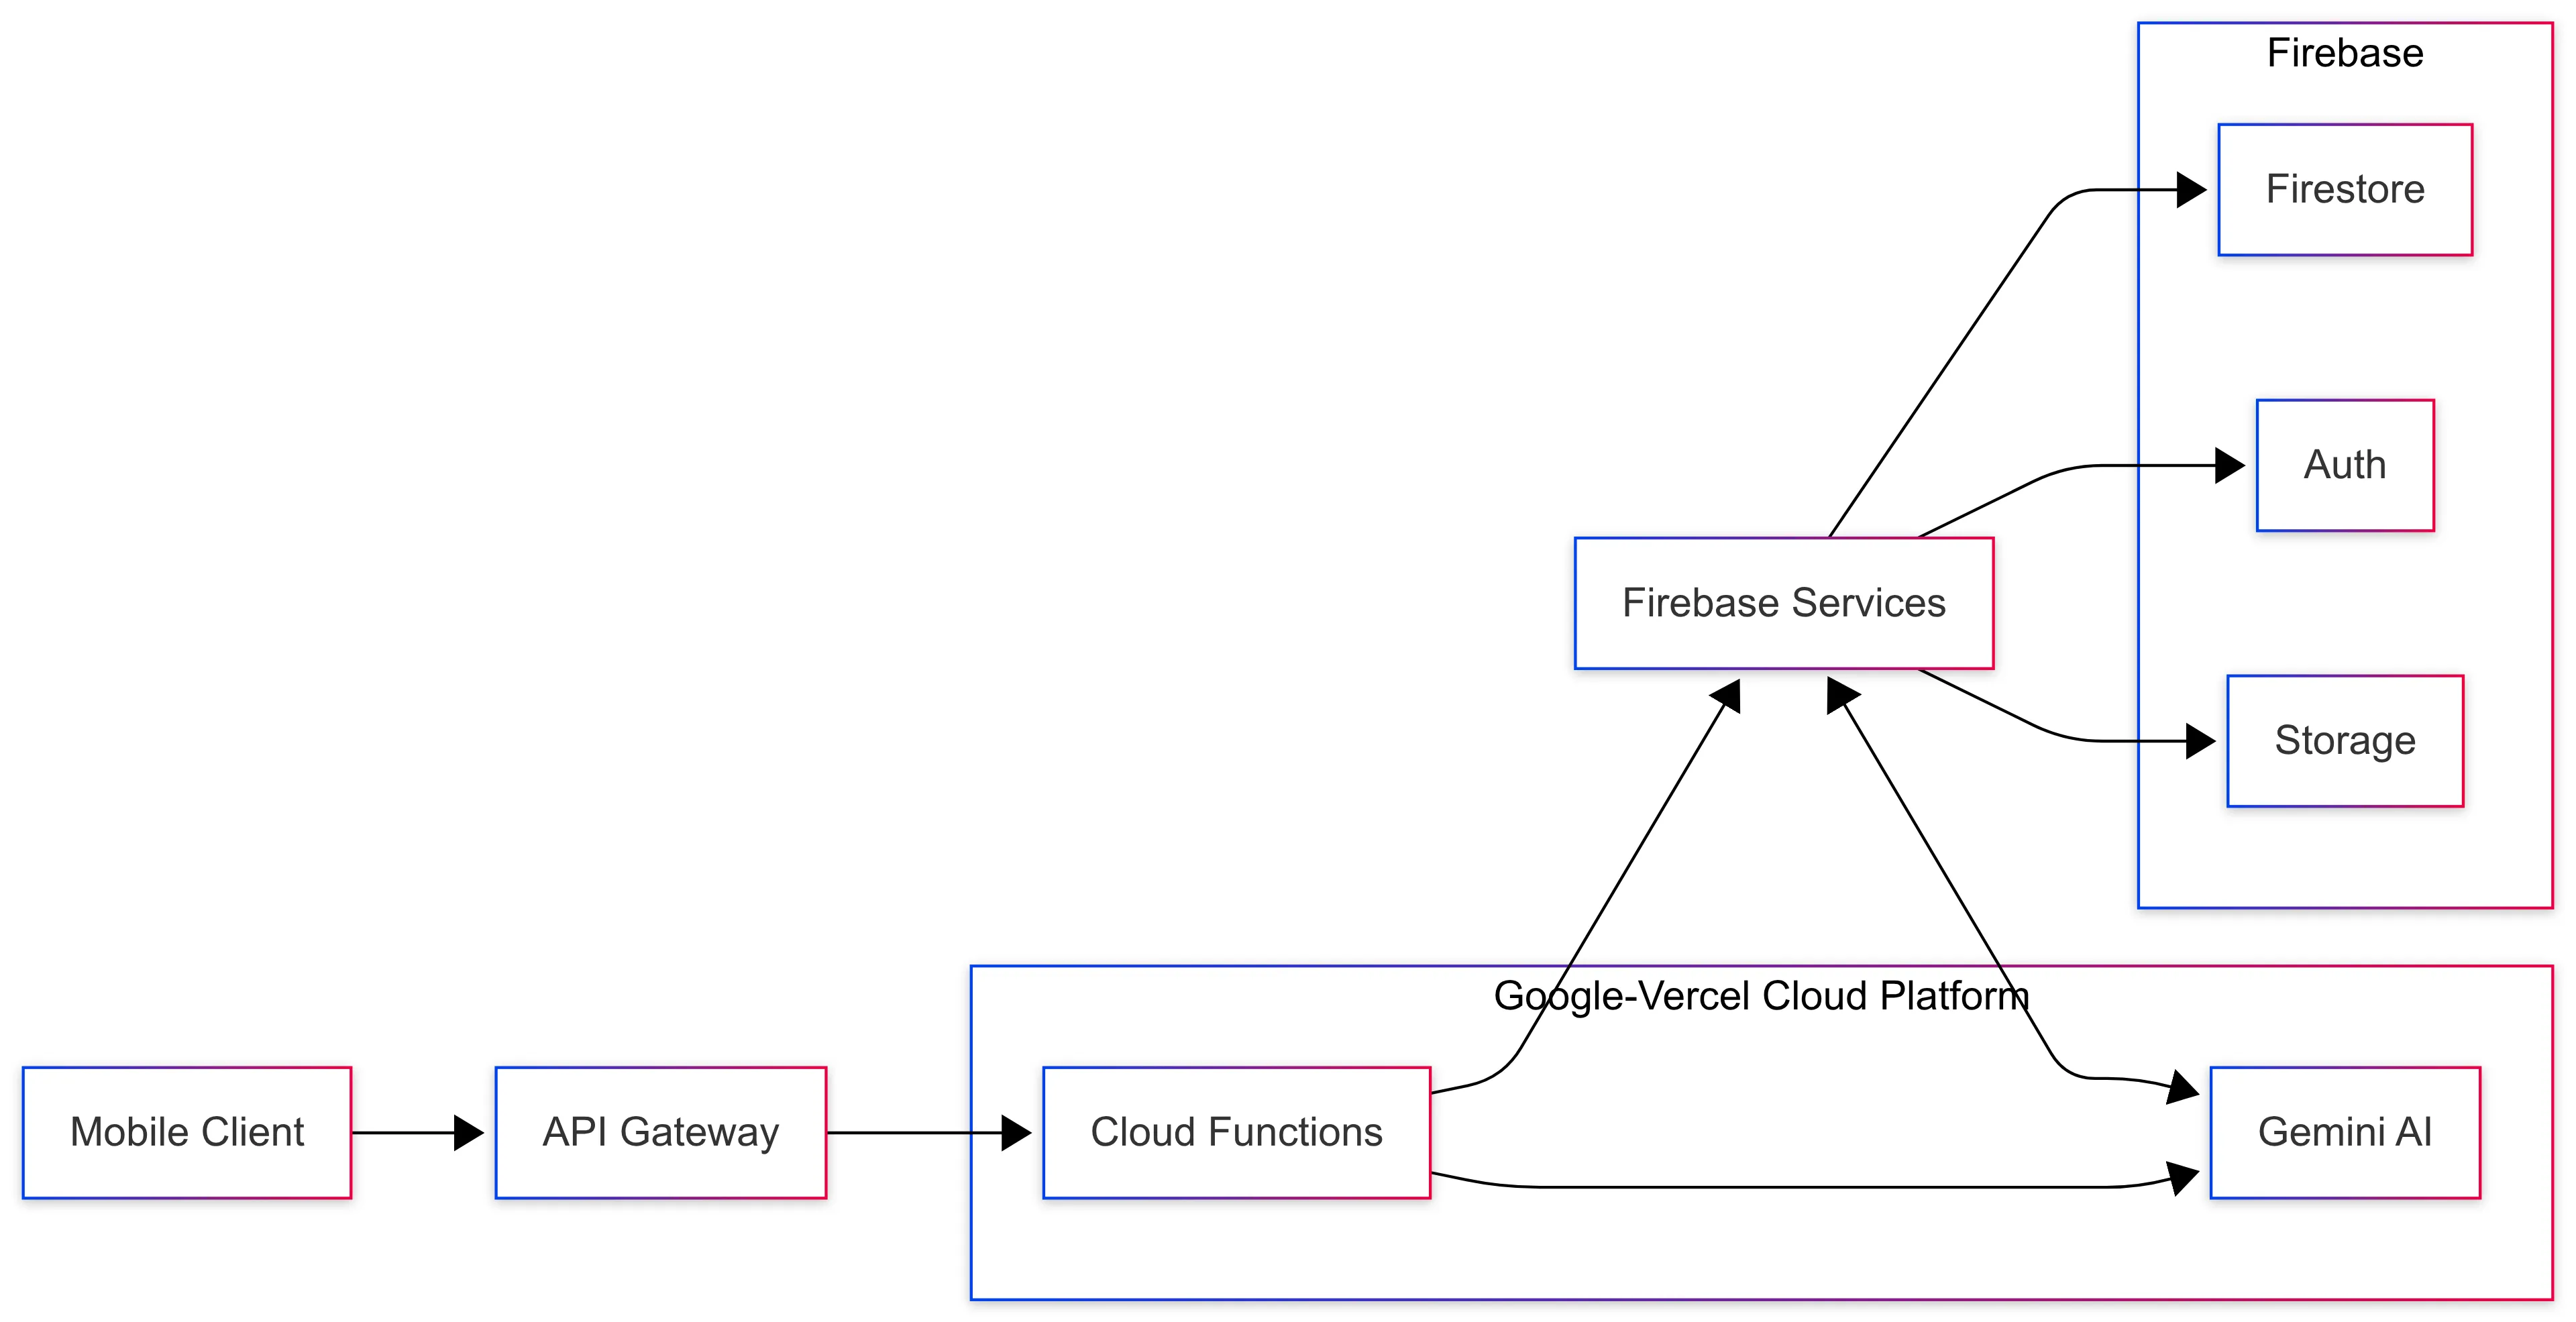 Firebase
Firestore
Auth
Firebase Services
Storage
Google-Vercel Cloud Platform
Mobile Client
API Gateway
Cloud Functions
Gemini AI